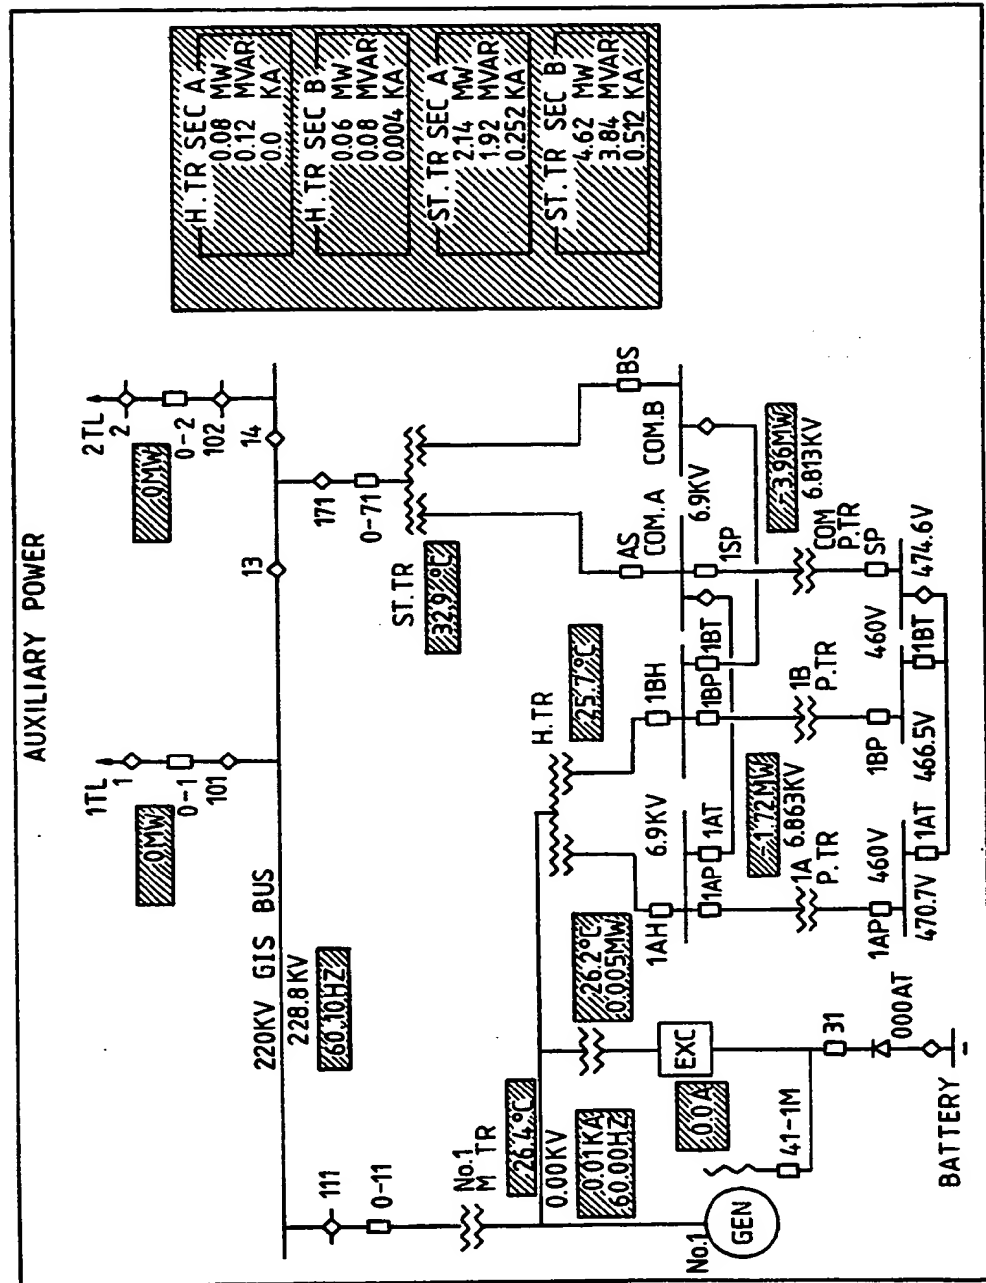 AUXILIARY POWER
1TL
1
0MW
0-1
101
2TL
2
0MW
0-2
102
220KV GIS BUS
228.8KV
60.10HZ
13
14
111
0-11
No.1
M TR
26.4°C
171
0-71
ST.TR
32.9°C
0.00KV
0.01KA
60.00HZ
26.2°C
0.005MW
H.TR
25.7°C
EXC
0.0A
41-1M
31
000AT
BATTERY
No.1
GEN
1AH
6.9KV
1BH
AS
COM.A
BS
COM.B
6.9KV
1AP
1AT
1BP
1BT
1SP
-1.72MW
6.863KV
-3.96MW
6.813KV
1A
P.TR
1B
P.TR
COM
P.TR
1AP
460V
1BP
460V
SP
470.7V
1AT
466.5V
1BT
474.6V
H.TR SEC A
0.08 MW
0.12 MVAR
0.0 KA
H.TR SEC B
0.06 MW
0.08 MVAR
0.004 KA
ST.TR SEC A
2.14 MW
1.92 MVAR
0.252 KA
ST.TR SEC B
4.62 MW
3.84 MVAR
0.512 KA